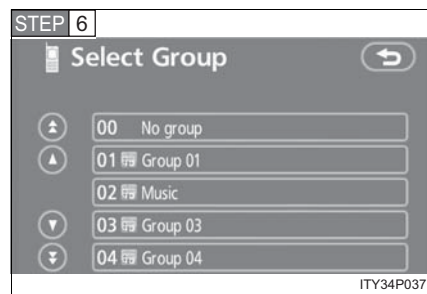 STEP 6
Select Group
00 No group
01 Group 01
02 Music
03 Group 03
04 Group 04
ITY34P037